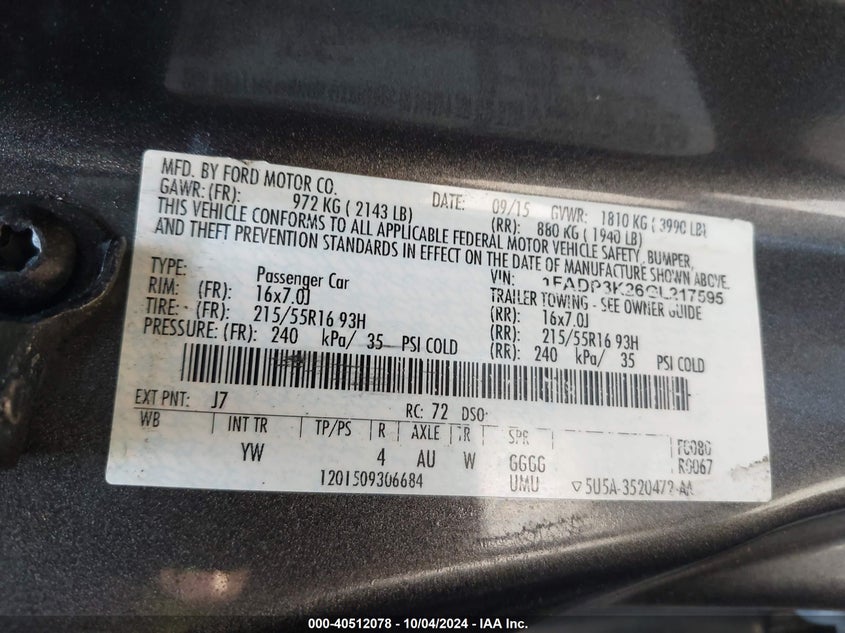 MFD. BY FORD MOTOR CO. DATE: 09/15 GVWR: 1810 KG ( 3990 LB)
GAWR: (FR): 972 KG ( 2143 LB) (RR): 880 KG ( 1940 LB)
THIS VEHICLE CONFORMS TO ALL APPLICABLE FEDERAL MOTOR VEHICLE SAFETY, BUMPER,
AND THEFT PREVENTION STANDARDS IN EFFECT ON THE DATE OF MANUFACTURE SHOWN ABOVE.
VIN: 1FADP3K26GL217595
TYPE: Passenger Car TRAILER TOWING - SEE OWNER GUIDE
RIM: (FR): 16x7.0J (RR): 16x7.0J
TIRE: (FR): 215/55R16 93H (RR): 215/55R16 93H
PRESSURE: (FR): 240 kPa/ 35 PSI COLD (RR): 240 kPa/ 35 PSI COLD
EXT PNT: J7 RC: 72 DSO:
WB INT TR TP/PS R AXLE TR SPR F0080
YW 4 AU W GGGG R0067
1201509306684 UMU ▽ 5U5A-3520472-AA
000-40512078 - 10/04/2024 - IAA Inc.